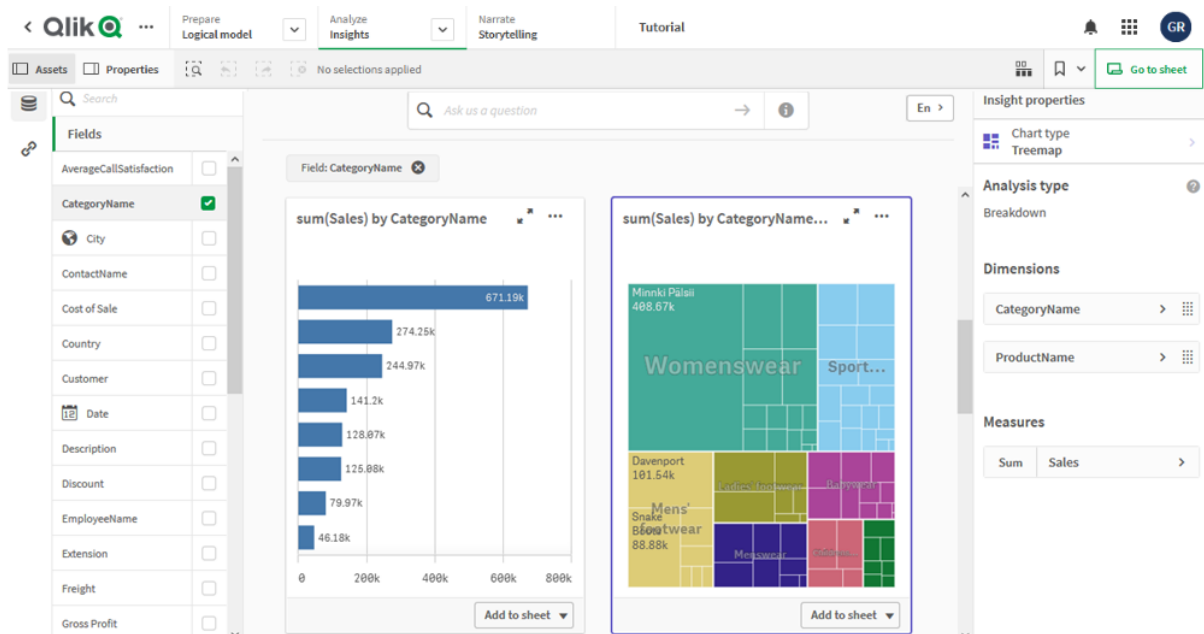 Qlik
Prepare
Logical model
Analyze
Insights
Narrate
Storytelling
Tutorial
GR
Assets
Properties
No selections applied
Go to sheet
Search
Fields
AverageCallSatisfaction
CategoryName
City
ContactName
Cost of Sale
Country
Customer
12 Date
Description
Discount
EmployeeName
Extension
Freight
Gross Profit
Ask us a question
En
Field: CategoryName
sum(Sales) by CategoryName
671.19k
274.25k
244.97k
141.2k
128.07k
125.08k
79.97k
46.18k
0 200k 400k 600k 800k
Add to sheet
sum(Sales) by CategoryName...
Minnki Pälsii
408.67k
Womenswear
Sport...
Davenport
101.54k
Mens'
footwear
Snake
Boots
88.88k
Ladies' footwear
Babywear
Menswear
Add to sheet
Insight properties
Chart type
Treemap
Analysis type
Breakdown
Dimensions
CategoryName
ProductName
Measures
Sum Sales